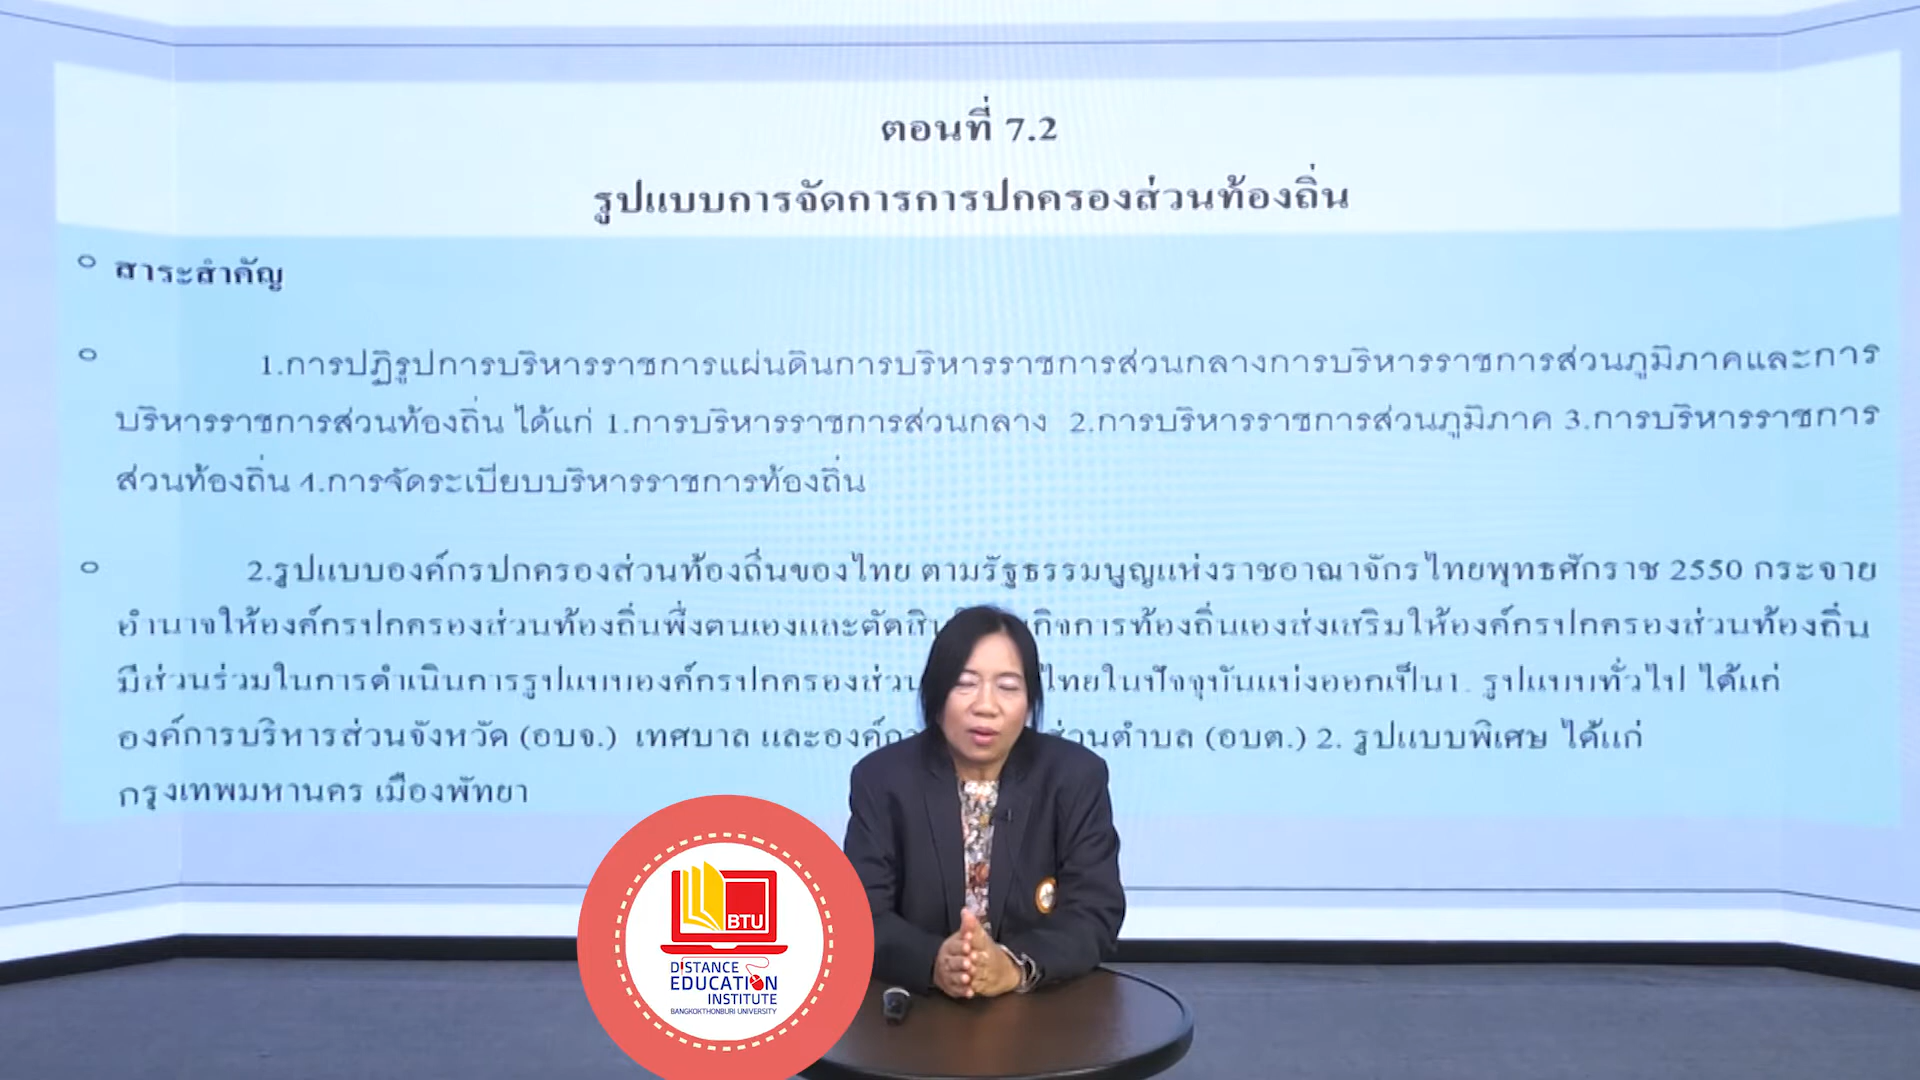 ตอนที่ 7.2
รูปแบบการจัดการการปกครองส่วนท้องถิ่น
สาระสำคัญ
1.การปฏิรูปการบริหารราชการแผ่นดินการบริหารราชการส่วนกลางการบริหารราชการส่วนภูมิภาคและการ
บริหารราชการส่วนท้องถิ่น ได้แก่ 1.การบริหารราชการส่วนกลาง 2.การบริหารราชการส่วนภูมิภาค 3.การบริหารราชการ
ส่วนท้องถิ่น 4.การจัดระเบียบบริหารราชการท้องถิ่น
2.รูปแบบองค์กรปกครองส่วนท้องถิ่นของไทย ตามรัฐธรรมนูญแห่งราชอาณาจักรไทยพุทธศักราช 2550 กระจาย
อำนาจให้องค์กรปกครองส่วนท้องถิ่นพึ่งตนเองและตัดสิน กิจการท้องถิ่นเองส่งเสริมให้องค์กรปกครองส่วนท้องถิ่น
มีส่วนร่วมในการดำเนินการรูปแบบองค์กรปกครองส่วน ไทยในปัจจุบันแบ่งออกเป็น1. รูปแบบทั่วไป ได้แก่
องค์การบริหารส่วนจังหวัด (อบจ.) เทศบาล และ ส่วนตำบล (อบต.) 2. รูปแบบพิเศษ ได้แก่
กรุงเทพมหานคร เมืองพัทยา
BTU
DISTANCE
EDUCATION
INSTITUTE
BANGKOKTHONBURI UNIVERSITY